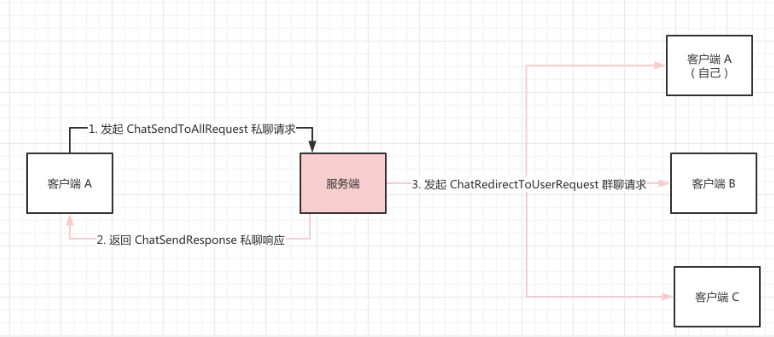 客户端 A
（自己）
1. 发起 ChatSendToAllRequest 私聊请求
客户端 A
服务端
3. 发起 ChatRedirectToUserRequest 群聊请求
客户端 B
2. 返回 ChatSendResponse 私聊响应
客户端 C